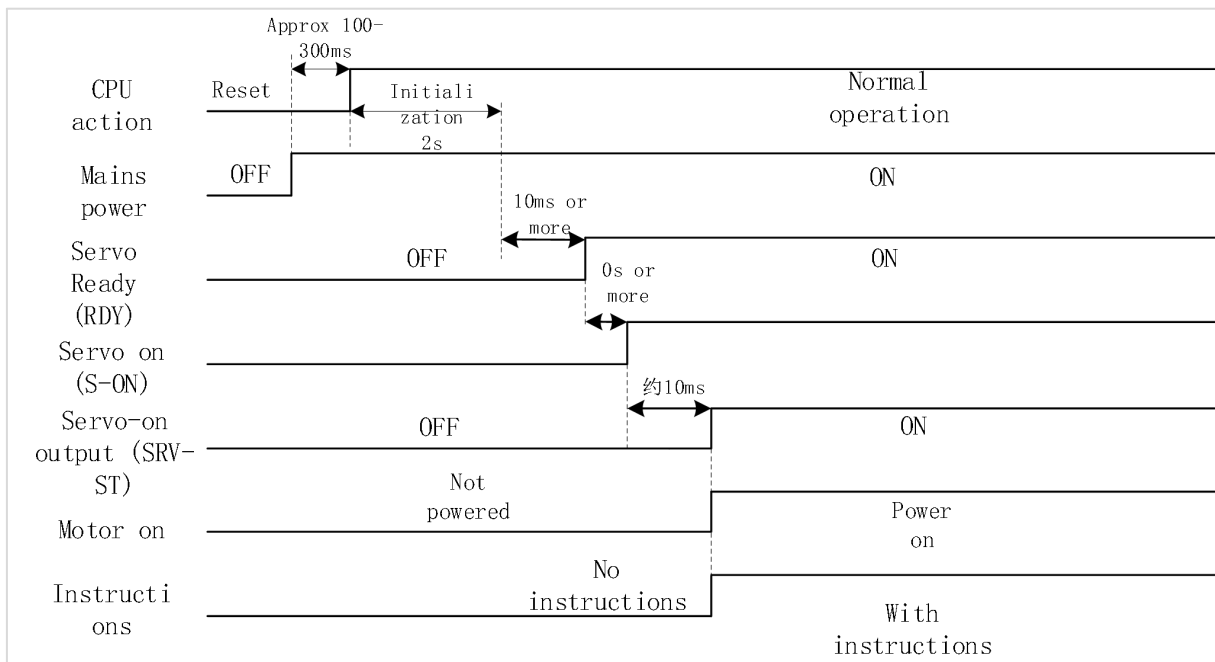 Approx 100-
300ms
CPU
action
Reset
Initiali
zation
2s
Normal
operation
Mains
power
OFF
ON
10ms or
more
Servo
Ready
(RDY)
OFF
ON
0s or
more
Servo on
(S-ON)
约10ms
Servo-on
output (SRV-
ST)
OFF
ON
Motor on
Not
powered
Power
on
Instructi
ons
No
instructions
With
instructions